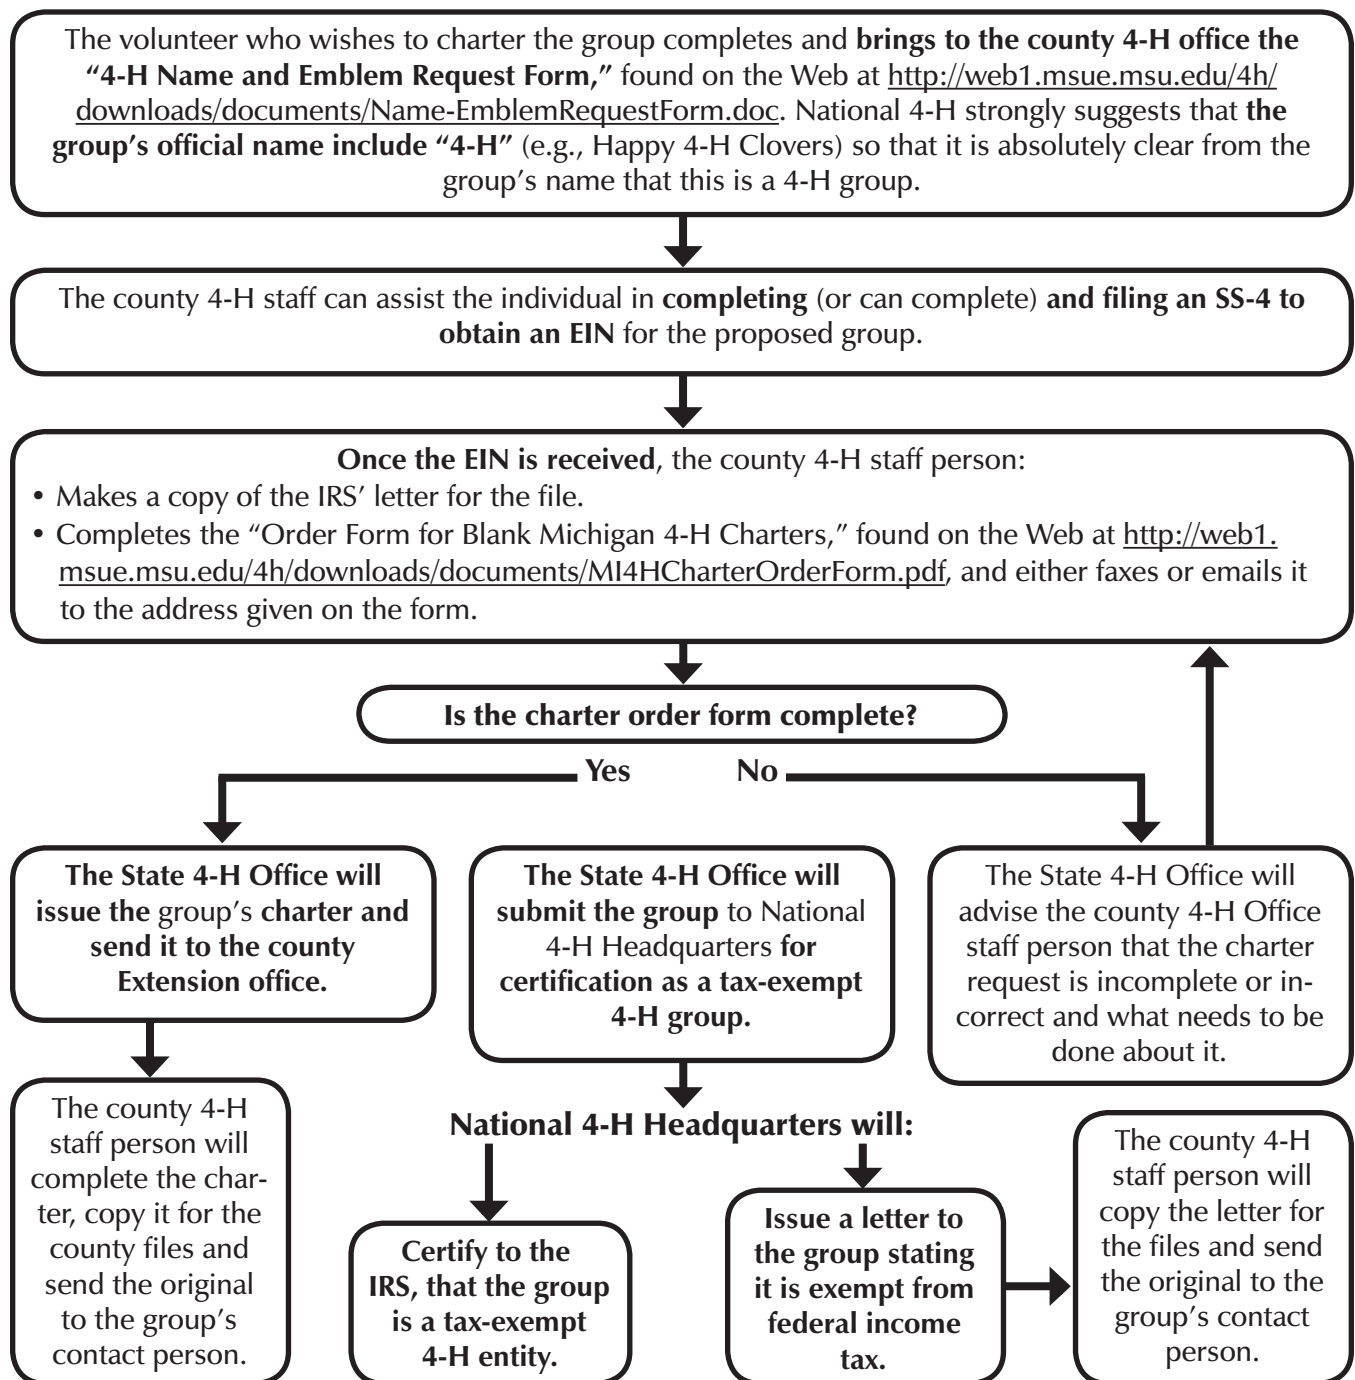 The volunteer who wishes to charter the group completes and brings to the county 4-H office the
“4-H Name and Emblem Request Form,” found on the Web at http://web1.msue.msu.edu/4h/
downloads/documents/Name-EmblemRequestForm.doc. National 4-H strongly suggests that the
group’s official name include “4-H” (e.g., Happy 4-H Clovers) so that it is absolutely clear from the
group’s name that this is a 4-H group.
The county 4-H staff can assist the individual in completing (or can complete) and filing an SS-4 to
obtain an EIN for the proposed group.
Once the EIN is received, the county 4-H staff person:
• Makes a copy of the IRS’ letter for the file.
• Completes the “Order Form for Blank Michigan 4-H Charters,” found on the Web at http://web1.
msue.msu.edu/4h/downloads/documents/MI4HCharterOrderForm.pdf, and either faxes or emails it
to the address given on the form.
Is the charter order form complete?
Yes
No
The State 4-H Office will
issue the group’s charter and
send it to the county
Extension office.
The State 4-H Office will
submit the group to National
4-H Headquarters for
certification as a tax-exempt
4-H group.
The State 4-H Office will
advise the county 4-H Office
staff person that the charter
request is incomplete or in-
correct and what needs to be
done about it.
The county 4-H
staff person will
complete the char-
ter, copy it for the
county files and
send the original
to the group’s
contact person.
National 4-H Headquarters will:
Certify to the
IRS, that the group
is a tax-exempt
4-H entity.
Issue a letter to
the group stating
it is exempt from
federal income
tax.
The county 4-H
staff person will
copy the letter for
the files and send
the original to the
group’s contact
person.